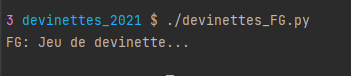 3 devinettes_2021 $ ./devinettes_FG.py
FG: Jeu de devinette...